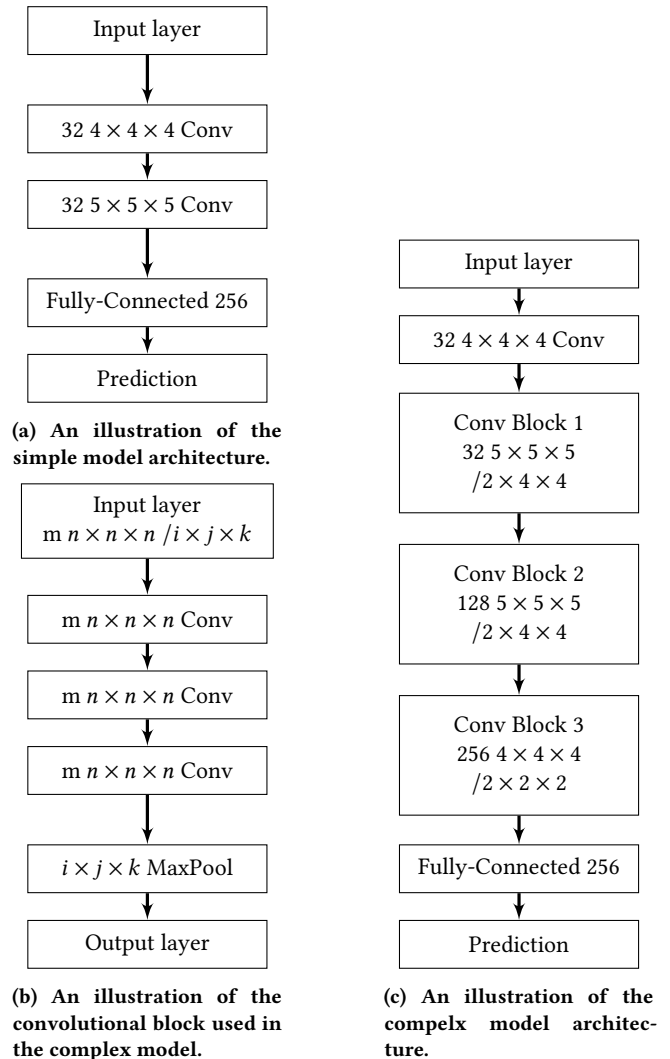 Input layer
32 4 × 4 × 4 Conv
32 5 × 5 × 5 Conv
Fully-Connected 256
Prediction
(a) An illustration of the
simple model architecture.
Input layer
m n × n × n /i × j × k
m n × n × n Conv
m n × n × n Conv
m n × n × n Conv
i × j × k MaxPool
Output layer
(b) An illustration of the
convolutional block used in
the complex model.
Input layer
32 4 × 4 × 4 Conv
Conv Block 1
32 5 × 5 × 5
/2 × 4 × 4
Conv Block 2
128 5 × 5 × 5
/2 × 4 × 4
Conv Block 3
256 4 × 4 × 4
/2 × 2 × 2
Fully-Connected 256
Prediction
(c) An illustration of the
compelx model architec-
ture.